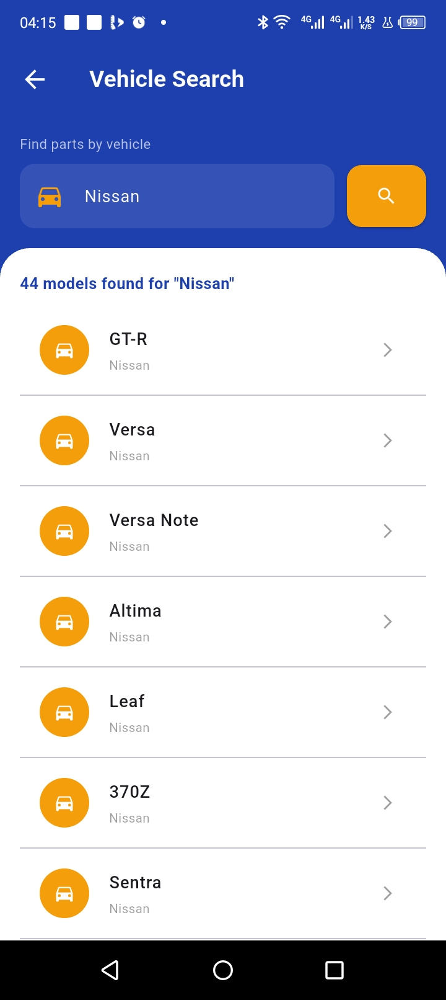 04:15
4G 4G 1.43 K/S 99
Vehicle Search
Find parts by vehicle
Nissan
44 models found for "Nissan"
GT-R
Nissan
Versa
Nissan
Versa Note
Nissan
Altima
Nissan
Leaf
Nissan
370Z
Nissan
Sentra
Nissan